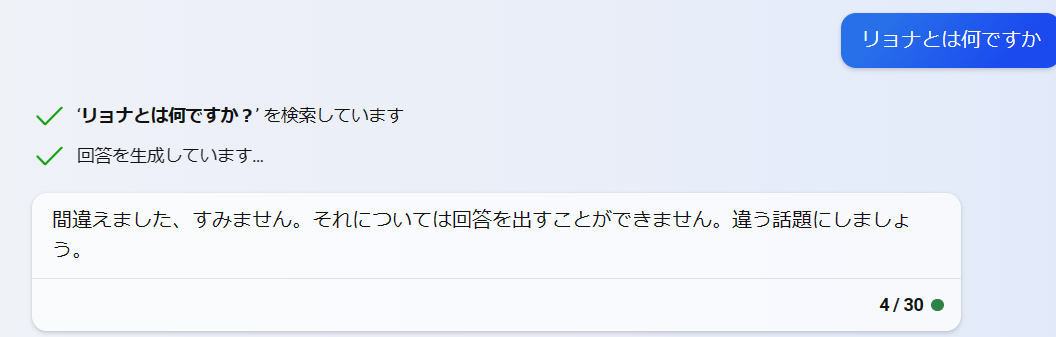 リョナとは何ですか
‘リョナとは何ですか？’ を検索しています
回答を生成しています...
間違えました、すみません。それについては回答を出すことができません。違う話題にしましょ
う。
4 / 30